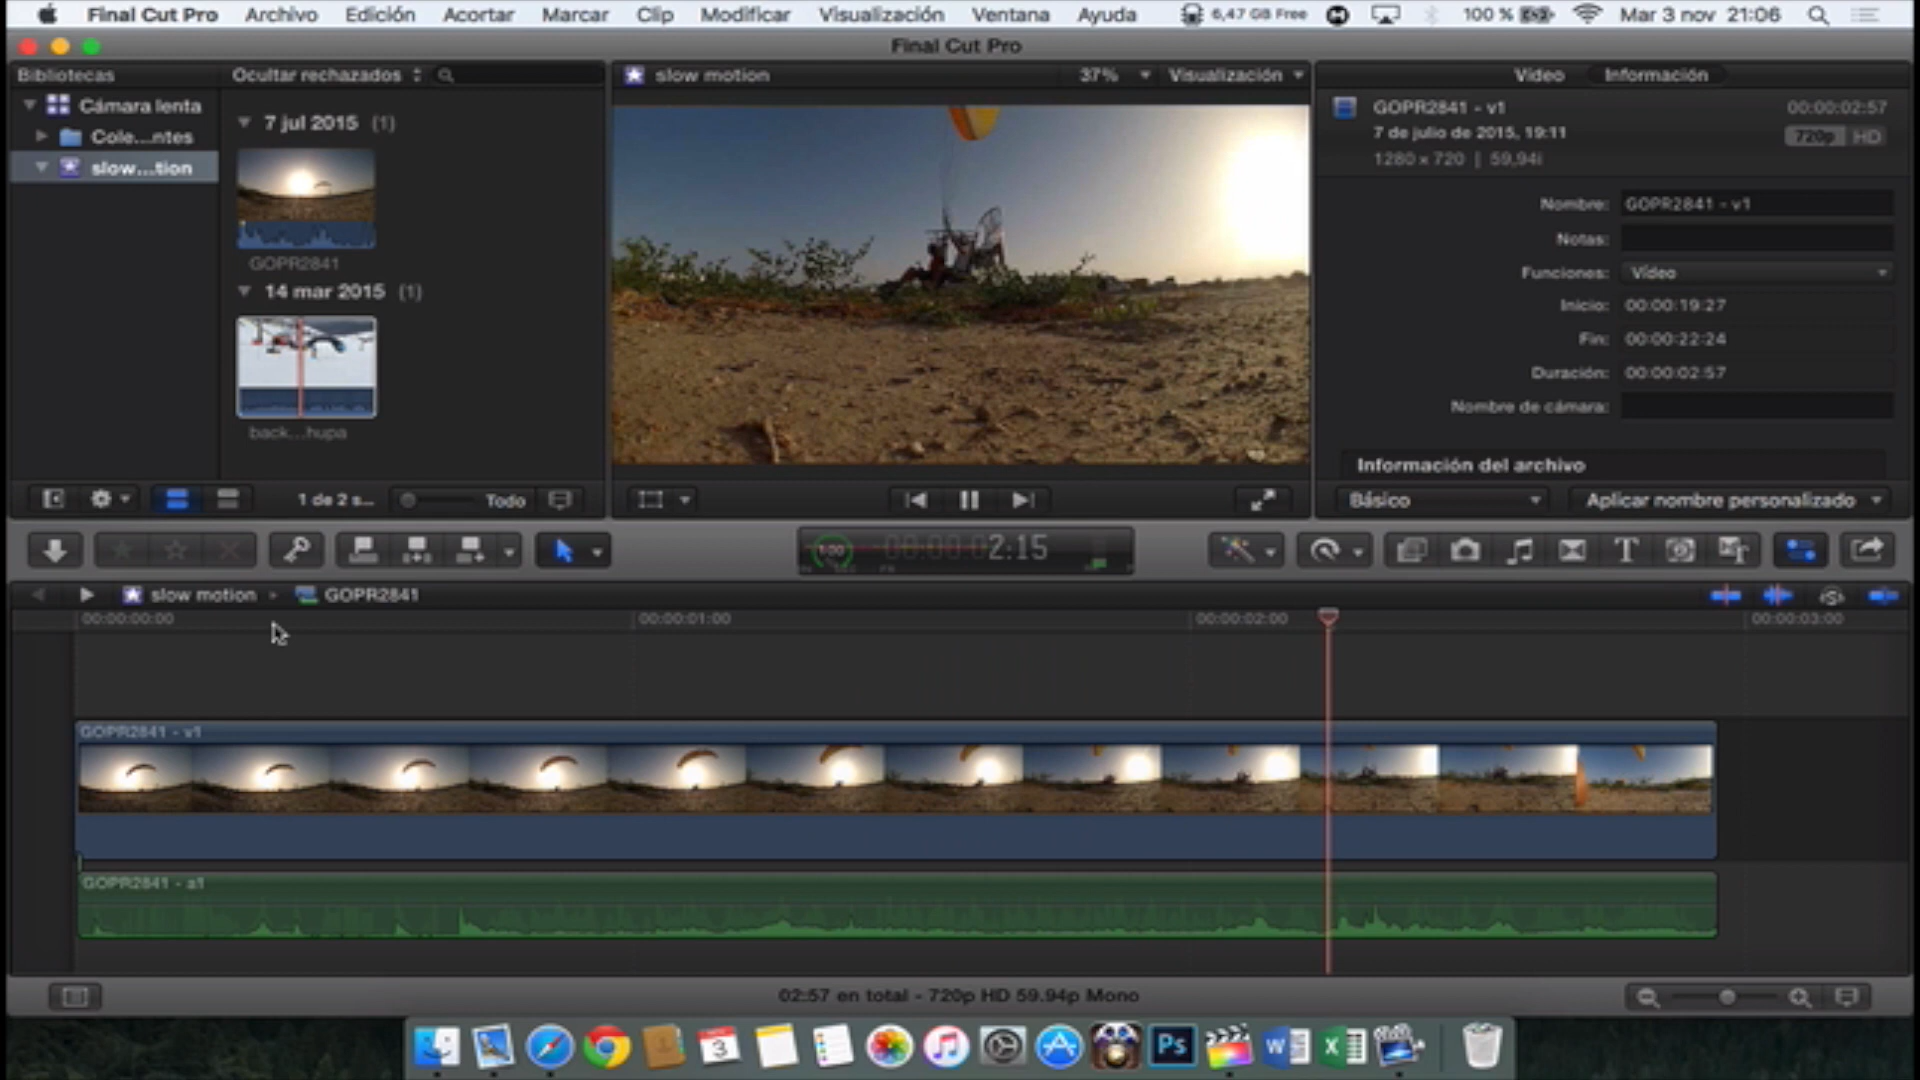 Final Cut Pro Archivo Edición Acortar Marcar Clip Modificar Visualización Ventana Ayuda 6,47 GB Free 100 % Mar 3 nov 21:06
Final Cut Pro
Bibliotecas Ocultar rechazados slow motion 37% Visualización Vídeo Información
Cámara lenta
Cole...ntes
slow...tion
7 jul 2015 (1)
GOPR2841
14 mar 2015 (1)
back...hupa
GOPR2841 - v1 00:00:02:57
7 de julio de 2015, 19:11 720p HD
1280 x 720 | 59,94i
Nombre: GOPR2841 - v1
Notas:
Funciones: Vídeo
Inicio: 00:00:19:27
Fin: 00:00:22:24
Duración: 00:00:02:57
Nombre de cámara:
Información del archivo
1 de 2 s... Todo Básico Aplicar nombre personalizado
100 00:00:02:15 T
slow motion GOPR2841
00:00:00:00 00:00:01:00 00:00:02:00 00:00:03:00
GOPR2841 - v1
GOPR2841 - a1
02:57 en total - 720p HD 59.94p Mono
3 Ps W X